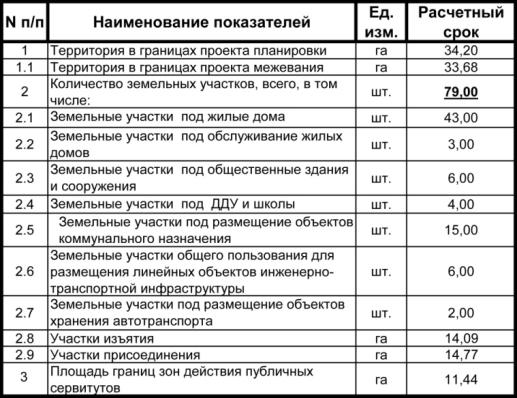 N п/п Наименование показателей Ед. изм. Расчетный срок
1 Территория в границах проекта планировки га 34,20
1.1 Территория в границах проекта межевания га 33,68
2 Количество земельных участков, всего, в том
числе: шт. 79,00
2.1 Земельные участки под жилые дома шт. 43,00
2.2 Земельные участки под обслуживание жилых
домов шт. 3,00
2.3 Земельные участки под общественные здания
и сооружения шт. 6,00
2.4 Земельные участки под ДДУ и школы шт. 4,00
2.5 Земельные участки под размещение объектов
коммунального назначения шт. 15,00
2.6 Земельные участки общего пользования для
размещения линейных объектов инженерно-
транспортной инфраструктуры шт. 6,00
2.7 Земельные участки под размещение объектов
хранения автотранспорта шт. 2,00
2.8 Участки изъятия га 14,09
2.9 Участки присоединения га 14,77
3 Площадь границ зон действия публичных
сервитутов га 11,44